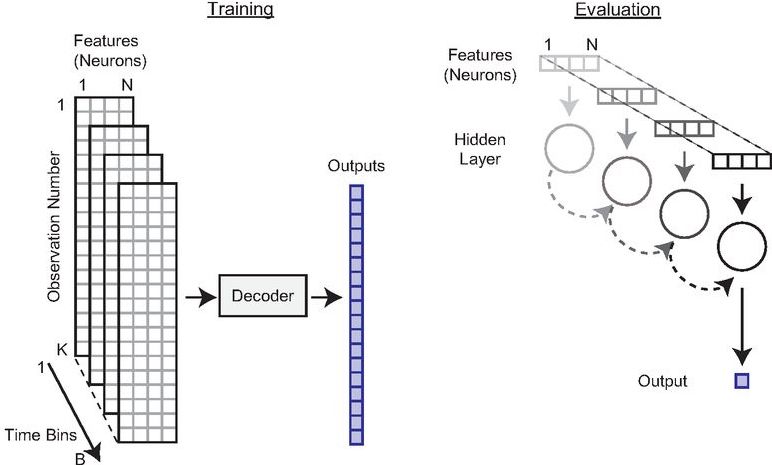 Training
Features
(Neurons)
1 N
1
Observation Number
K
1
Time Bins
B
Decoder
Outputs
Evaluation
1 N
Features
(Neurons)
Hidden
Layer
Output